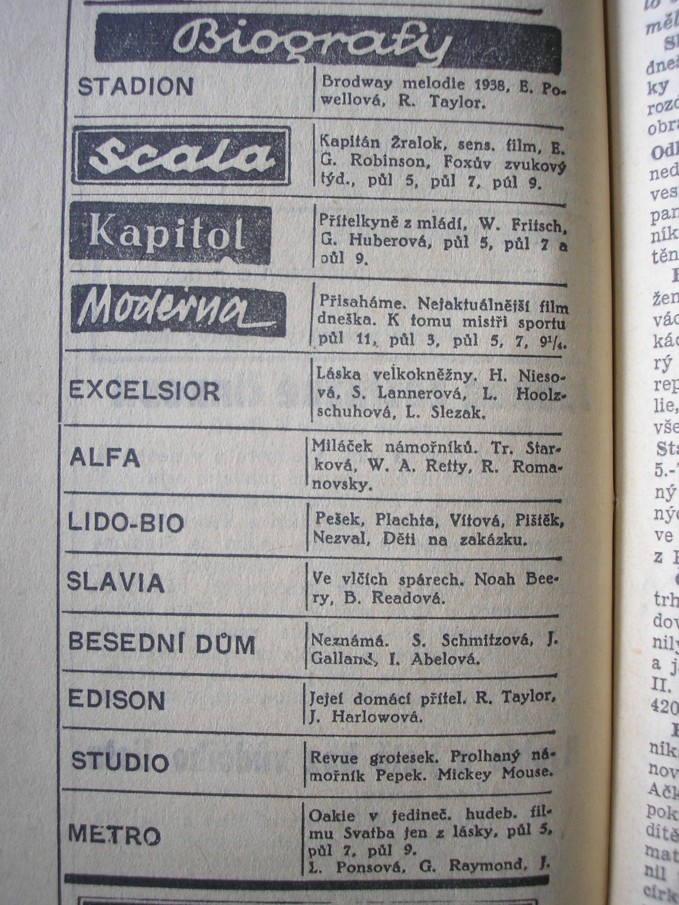 Biografy
STADION
Brodway melodie 1938, E. Po-
wellová, R. Taylor.
Scala
Kapitán Žralok, sens. film, E.
G. Robinson, Foxův zvukový
týd., půl 5, půl 7, půl 9.
Kapitol
Přítelkyně z mládí, W. Fritsch,
G. Huberová, půl 5, půl 7 a
půl 9.
Moderna
Přisaháme. Nejaktuálnější film
dneška. K tomu mistři sportu
půl 11, půl 3, půl 5, 7, 9¼.
EXCELSIOR
Láska velkokněžny. H. Nieso-
vá, S. Lannerová, L. Hoolz-
schuhová, L. Slezak.
ALFA
Miláček námořníků. Tr. Star-
ková, W. A. Retty, R. Roma-
novsky.
LIDO-BIO
Pešek, Plachta, Vítová, Pištěk,
Nezval, Děti na zakázku.
SLAVIA
Ve vlčích spárech. Noah Bee-
ry, B. Readová.
BESEDNÍ DŮM
Neznámá. S. Schmitzová, J.
Galland, I. Abelová.
EDISON
Její domácí přítel. R. Taylor,
J. Harlowová.
STUDIO
Revue grotesek. Prolhaný ná-
mořník Pepek. Mickey Mouse.
METRO
Oakie v jedineč. hudeb. fil-
mu Svatba jen z lásky, půl 5,
půl 7, půl 9.
L. Ponsová, G. Raymond, J.